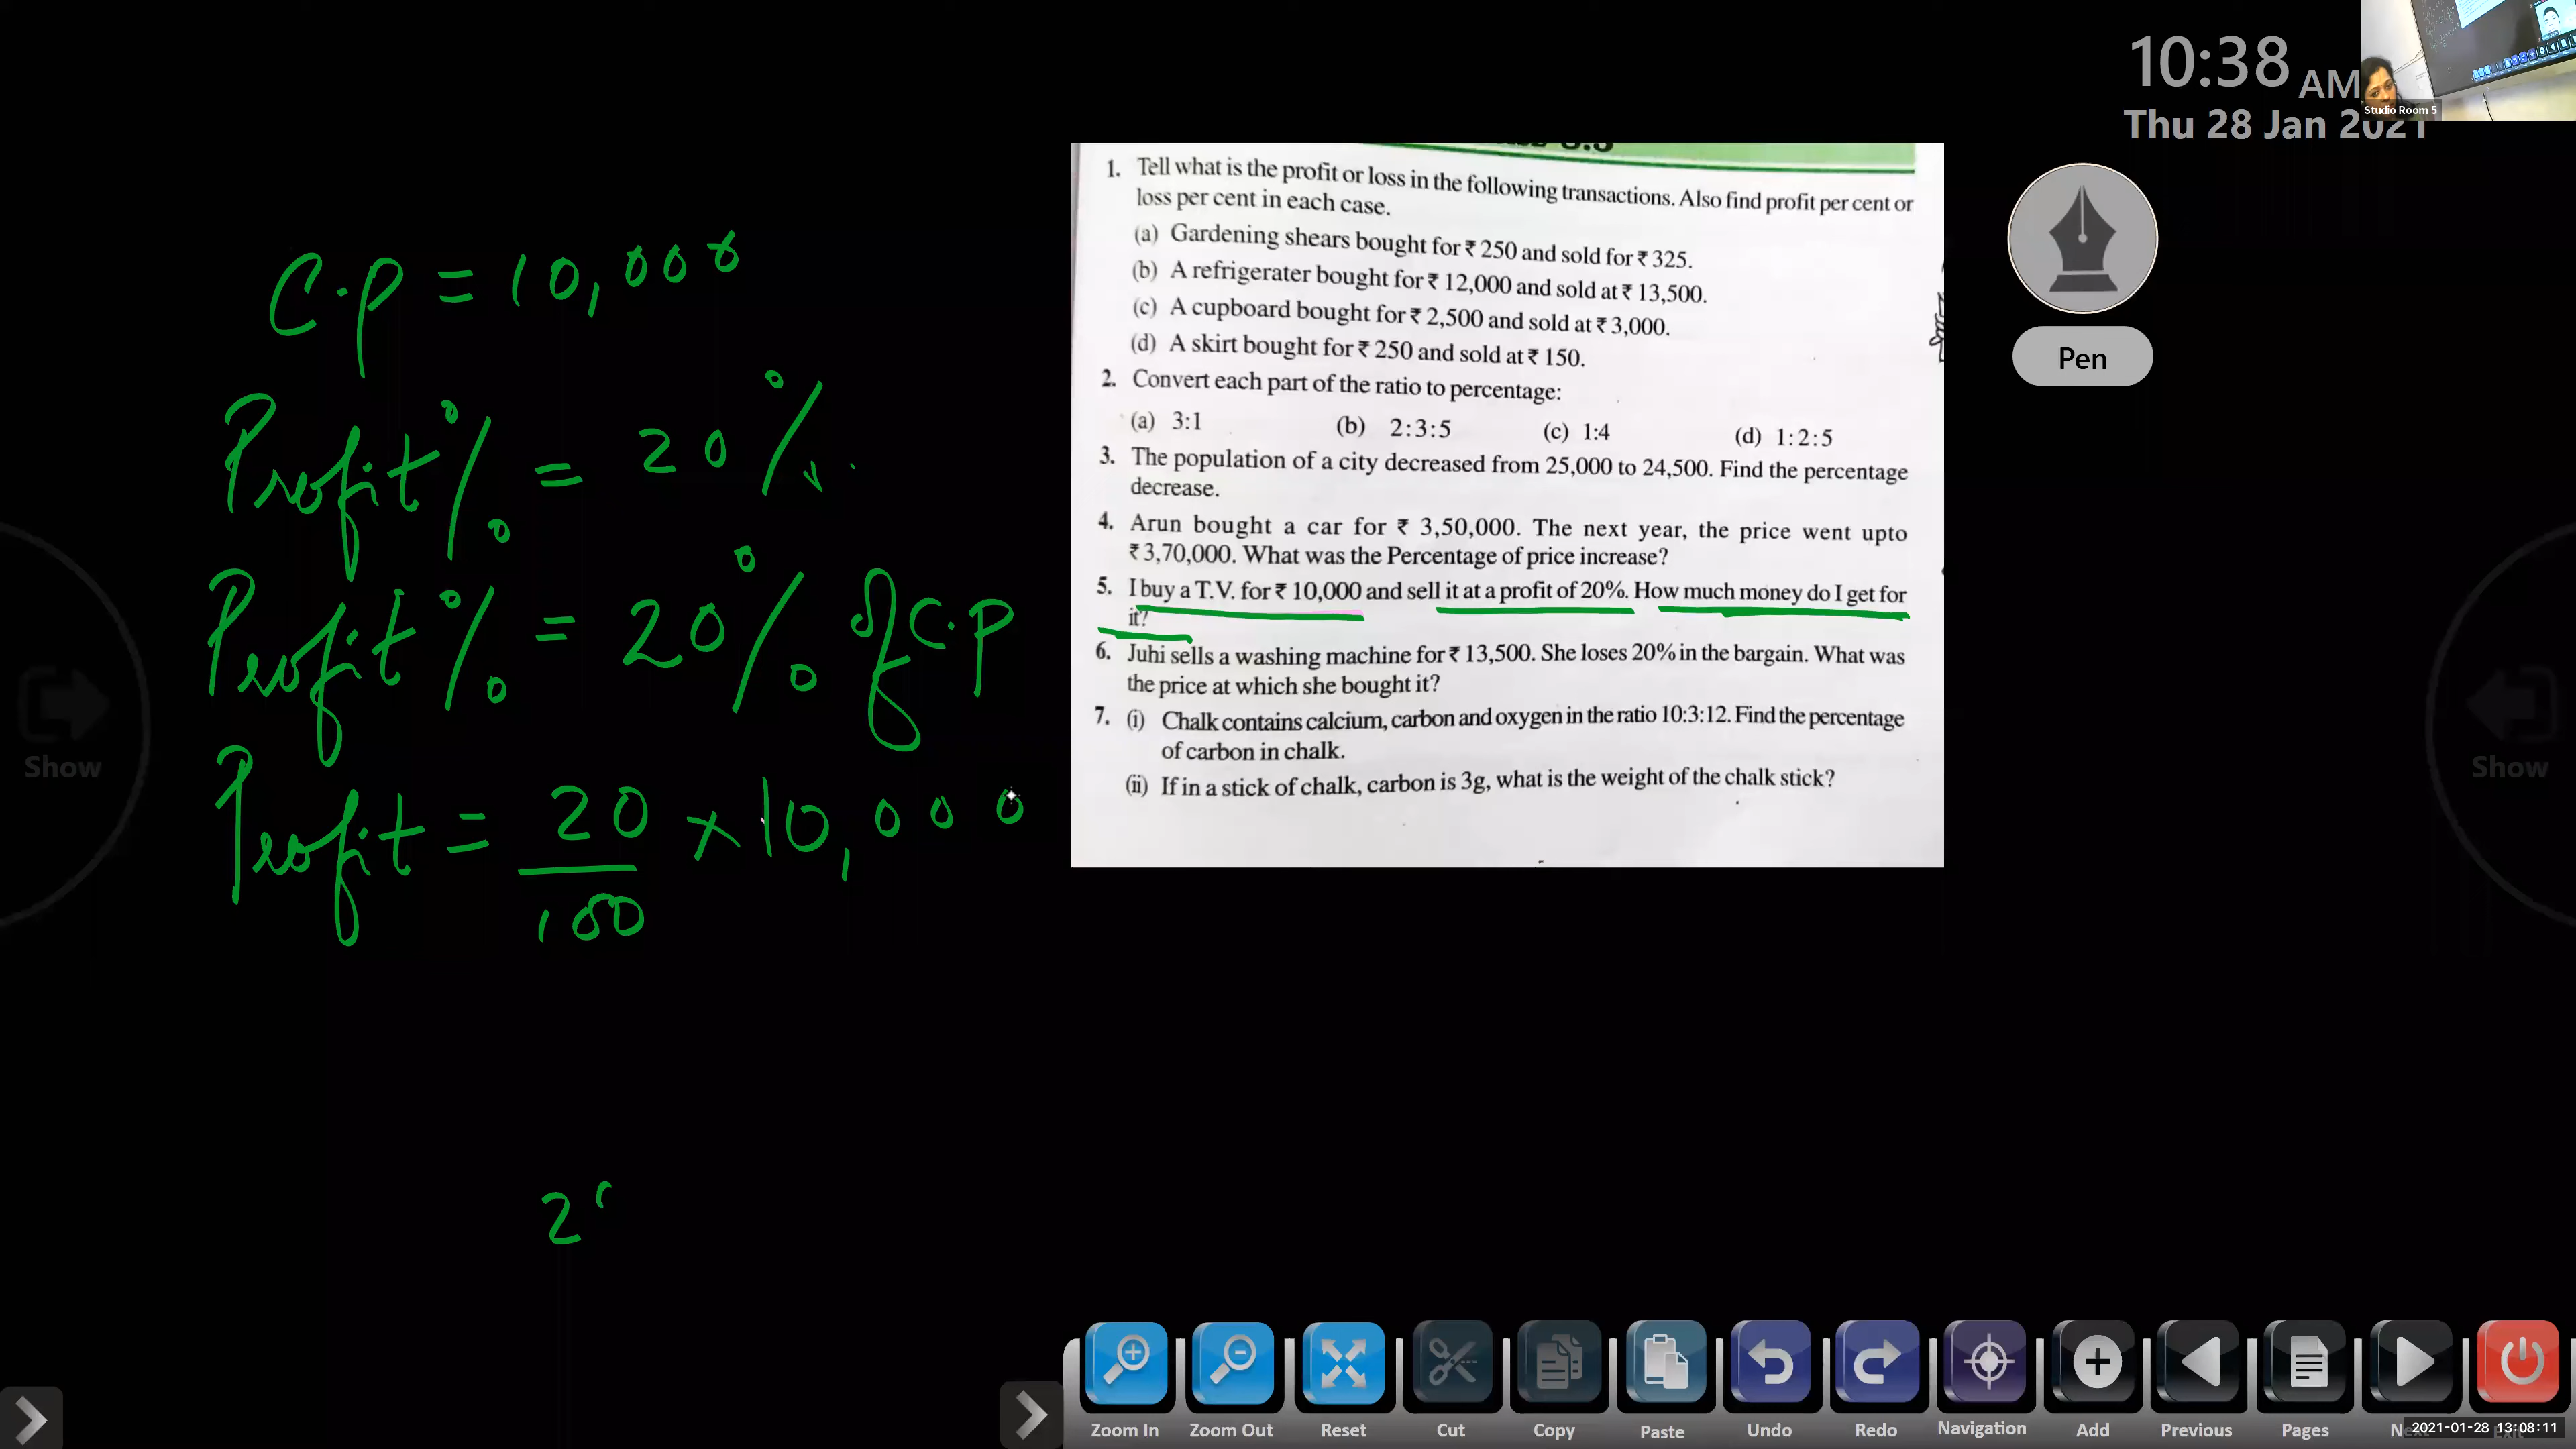 10:38 AM
Thu 28 Jan 2021
Studio Room 5
Pen
C.P = 10,000
Profit % = 20 %
Profit % = 20 % of C.P
Profit = 20/100 × 10,000
2
1. Tell what is the profit or loss in the following transactions. Also find profit per cent or
loss per cent in each case.
(a) Gardening shears bought for ₹ 250 and sold for ₹ 325.
(b) A refrigerater bought for ₹ 12,000 and sold at ₹ 13,500.
(c) A cupboard bought for ₹ 2,500 and sold at ₹ 3,000.
(d) A skirt bought for ₹ 250 and sold at ₹ 150.
2. Convert each part of the ratio to percentage:
(a) 3:1 (b) 2:3:5 (c) 1:4 (d) 1:2:5
3. The population of a city decreased from 25,000 to 24,500. Find the percentage
decrease.
4. Arun bought a car for ₹ 3,50,000. The next year, the price went upto
₹ 3,70,000. What was the Percentage of price increase?
5. I buy a T.V. for ₹ 10,000 and sell it at a profit of 20%. How much money do I get for
it?
6. Juhi sells a washing machine for ₹ 13,500. She loses 20% in the bargain. What was
the price at which she bought it?
7. (i) Chalk contains calcium, carbon and oxygen in the ratio 10:3:12. Find the percentage
of carbon in chalk.
(ii) If in a stick of chalk, carbon is 3g, what is the weight of the chalk stick?
Show
Show
Zoom In Zoom Out Reset Cut Copy Paste Undo Redo Navigation Add Previous Pages
2021-01-28 13:08:11